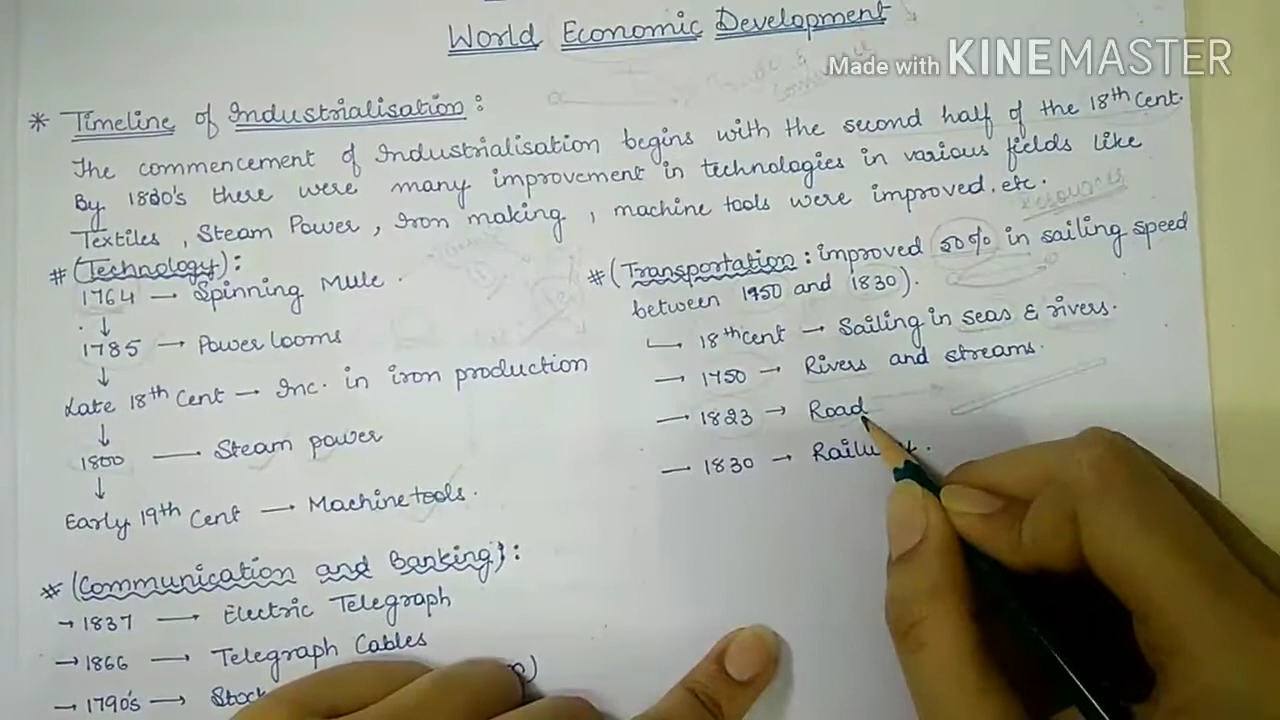 World Economic Development
Made with KINEMASTER
* Timeline of Industrialisation :
The commencement of Industrialisation begins with the second half of the 18th Cent.
By 1830's there were many improvement in technologies in various fields like
Textiles , Steam Power , Iron making , machine tools were improved. etc.
resources
# (Technology) :
1764 → Spinning Mule .
↓
1785 → Power looms
↓
Late 18th Cent → Inc. in iron production
↓
1800 — Steam power
↓
Early 19th Cent → Machine tools.
# (Transportation : improved 50% in sailing speed
between 1950 and 1830).
18th cent → Sailing in seas & rivers.
→ 1750 → Rivers and streams.
→ 1823 → Road
→ 1830 →
# (Communication and Banking) :
→ 1837 → Electric Telegraph
→ 1866 → Telegraph Cables
→ 1790's → Stock